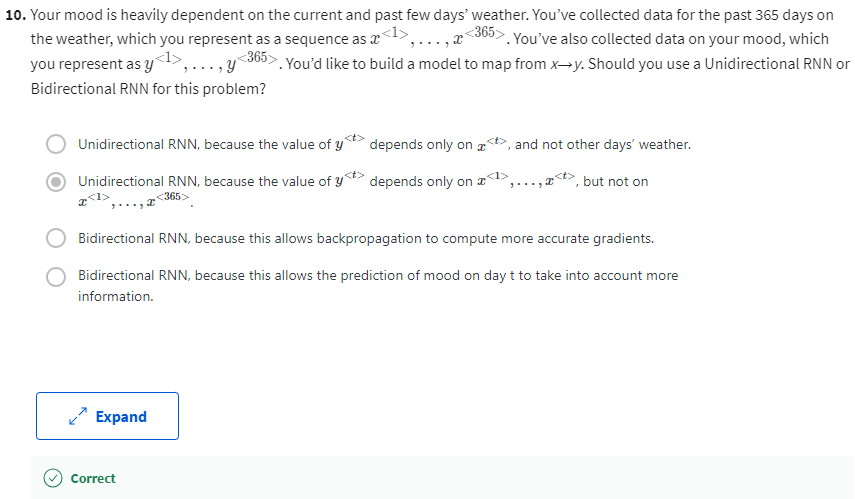 10. Your mood is heavily dependent on the current and past few days’ weather. You’ve collected data for the past 365 days on
the weather, which you represent as a sequence as x<1>, . . . , x<365>. You’ve also collected data on your mood, which
you represent as y<1>, . . . , y<365>. You’d like to build a model to map from x→y. Should you use a Unidirectional RNN or
Bidirectional RNN for this problem?
Unidirectional RNN, because the value of y<t> depends only on x<t>, and not other days’ weather.
Unidirectional RNN, because the value of y<t> depends only on x<1>, . . . , x<t>, but not on
x<1>, . . . , x<365>.
Bidirectional RNN, because this allows backpropagation to compute more accurate gradients.
Bidirectional RNN, because this allows the prediction of mood on day t to take into account more
information.
Expand
Correct